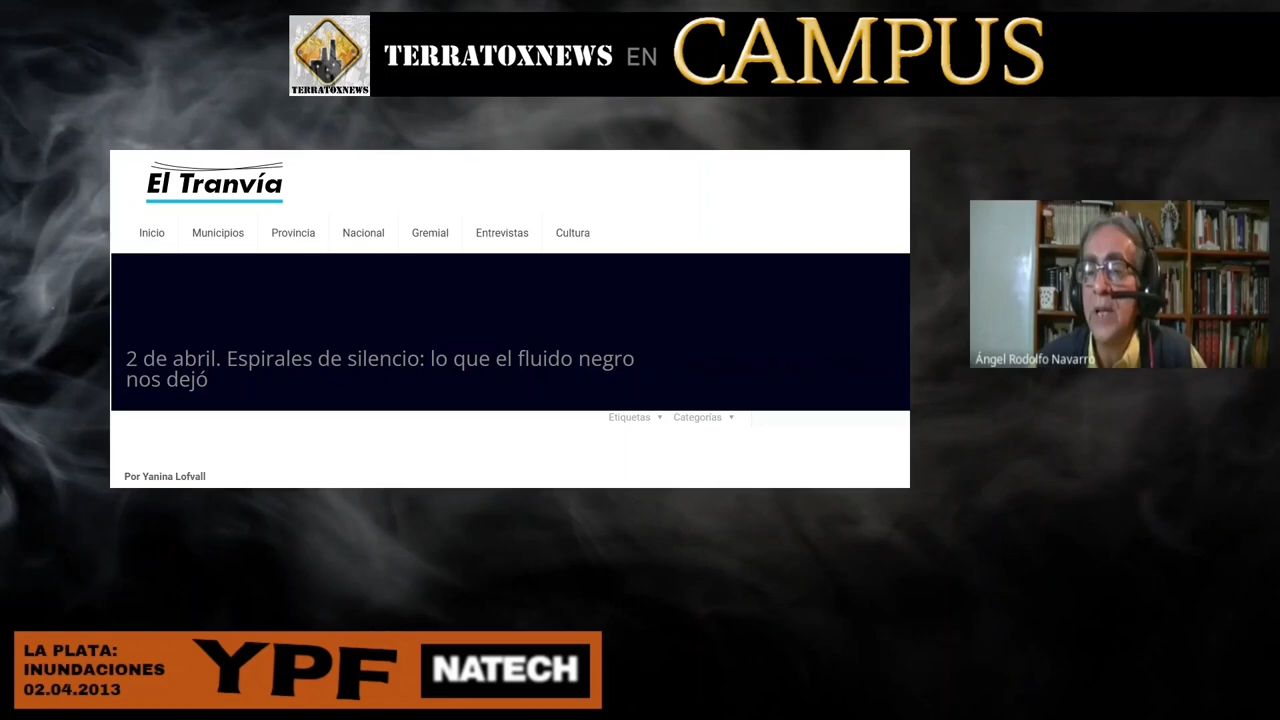 TERRATOXNEWS
TERRATOXNEWS EN CAMPUS
El Tranvía
Inicio Municipios Provincia Nacional Gremial Entrevistas Cultura
2 de abril. Espirales de silencio: lo que el fluido negro
nos dejó
Etiquetas Categorías
Por Yanina Lofvall
Ángel Rodolfo Navarro
LA PLATA:
INUNDACIONES
02.04.2013
YPF
NATECH